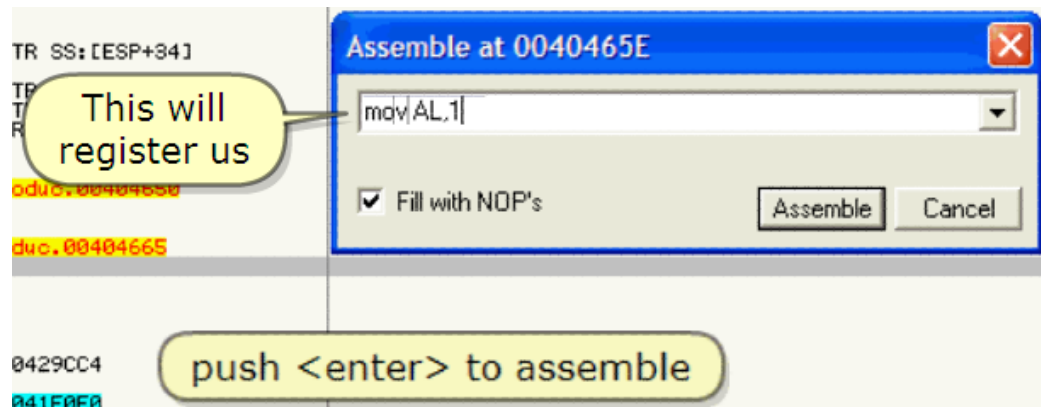 TR SS:[ESP+34]
Assemble at 0040465E
This will
register us
mov AL,1
oduc.00404650
Fill with NOP's
Assemble
Cancel
duc.00404665
0429CC4
push <enter> to assemble
041F0F0